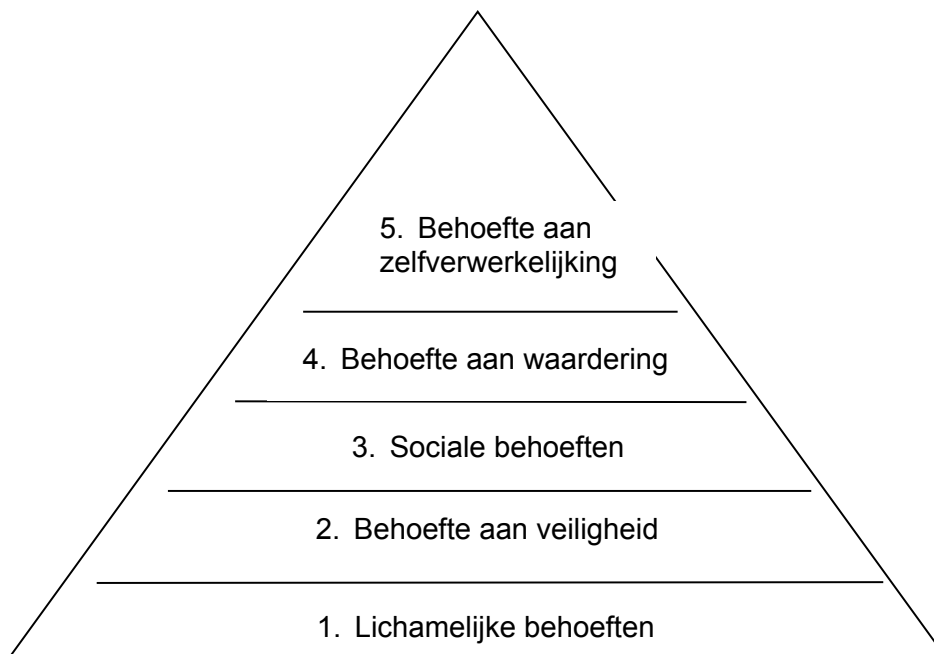 5. Behoefte aan
zelfverwerkelijking
4. Behoefte aan waardering
3. Sociale behoeften
2. Behoefte aan veiligheid
1. Lichamelijke behoeften